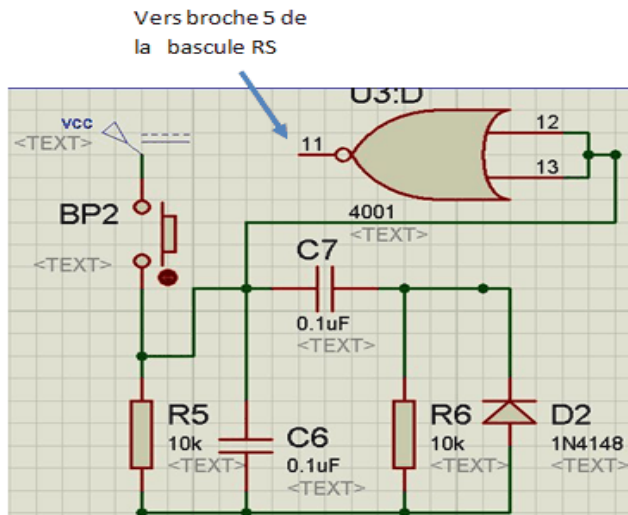 Vers broche 5 de
la bascule RS
U3:D
vcc
<TEXT>
11
12
13
BP2
4001
<TEXT>
<TEXT>
C7
0.1uF
<TEXT>
R5
10k
<TEXT>
C6
0.1uF
<TEXT>
R6
10k
<TEXT>
D2
1N4148
<TEXT>